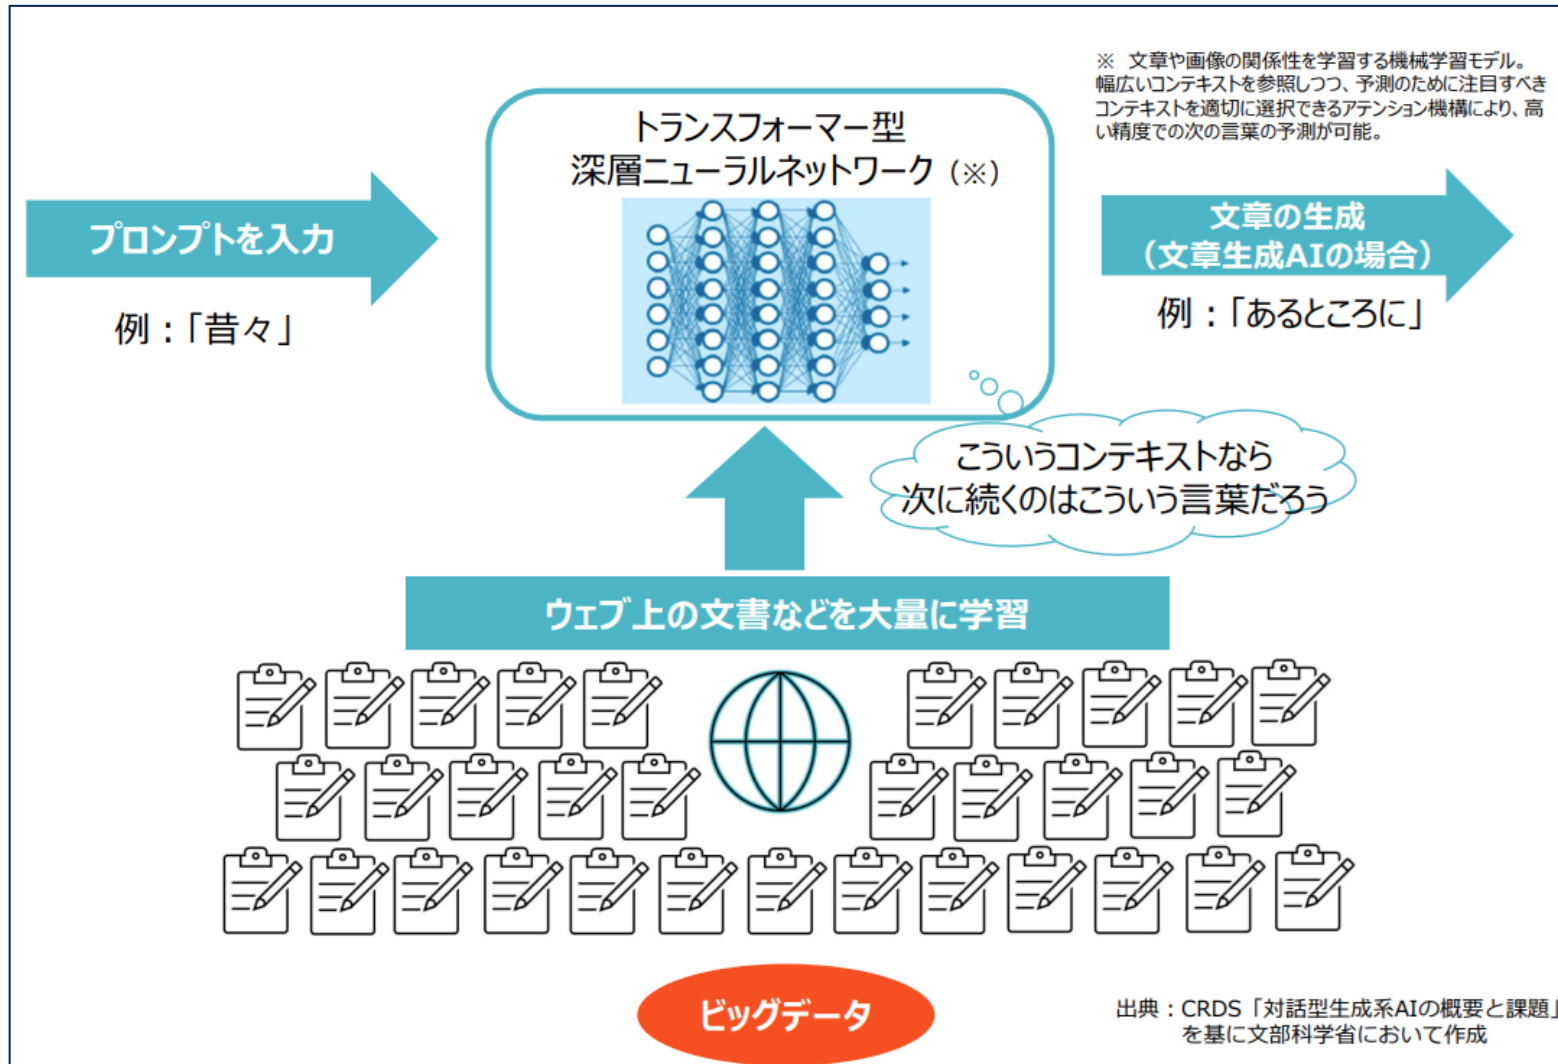 ※　文章や画像の関係性を学習する機械学習モデル。
幅広いコンテキストを参照しつつ、予測のために注目すべき
コンテキストを適切に選択できるアテンション機構により、高
い精度での次の言葉の予測が可能。
トランスフォーマー型
深層ニューラルネットワーク（※）
プロンプトを入力
例：「昔々」
文章の生成
（文章生成AIの場合）
例：「あるところに」
こういうコンテキストなら
次に続くのはこういう言葉だろう
ウェブ上の文書などを大量に学習
ビッグデータ
出典：CRDS「対話型生成系AIの概要と課題」
を基に文部科学省において作成